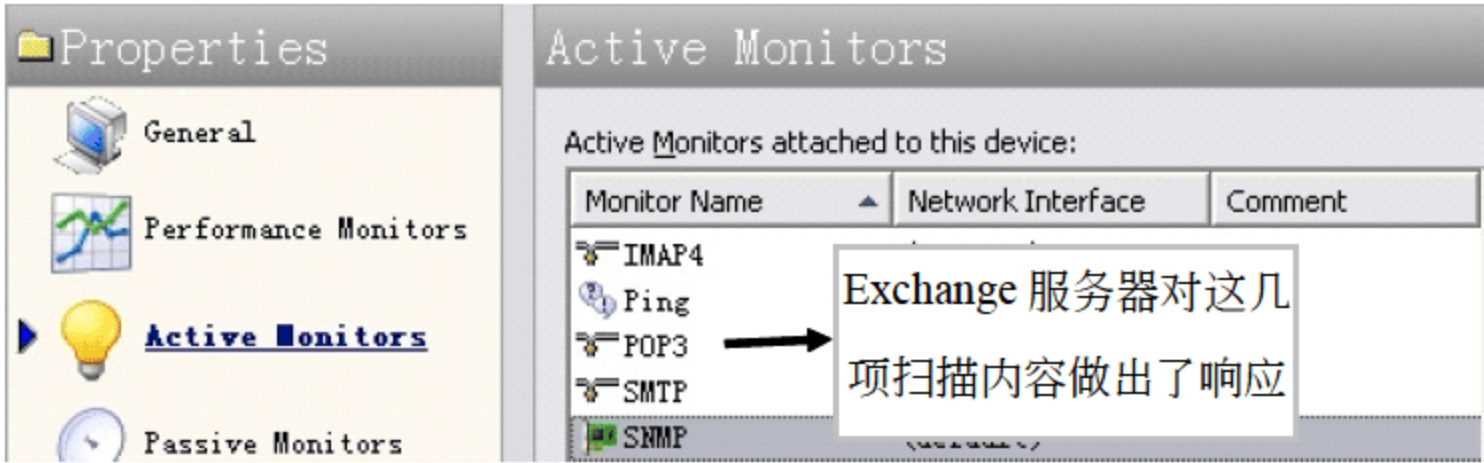 Properties
Active Monitors
General
Performance Monitors
Active Monitors
Passive Monitors
Active Monitors attached to this device:
Monitor Name
Network Interface
Comment
IMAP4
Ping
POP3
SMTP
SNMP
Exchange 服务器对这几
项扫描内容做出了响应